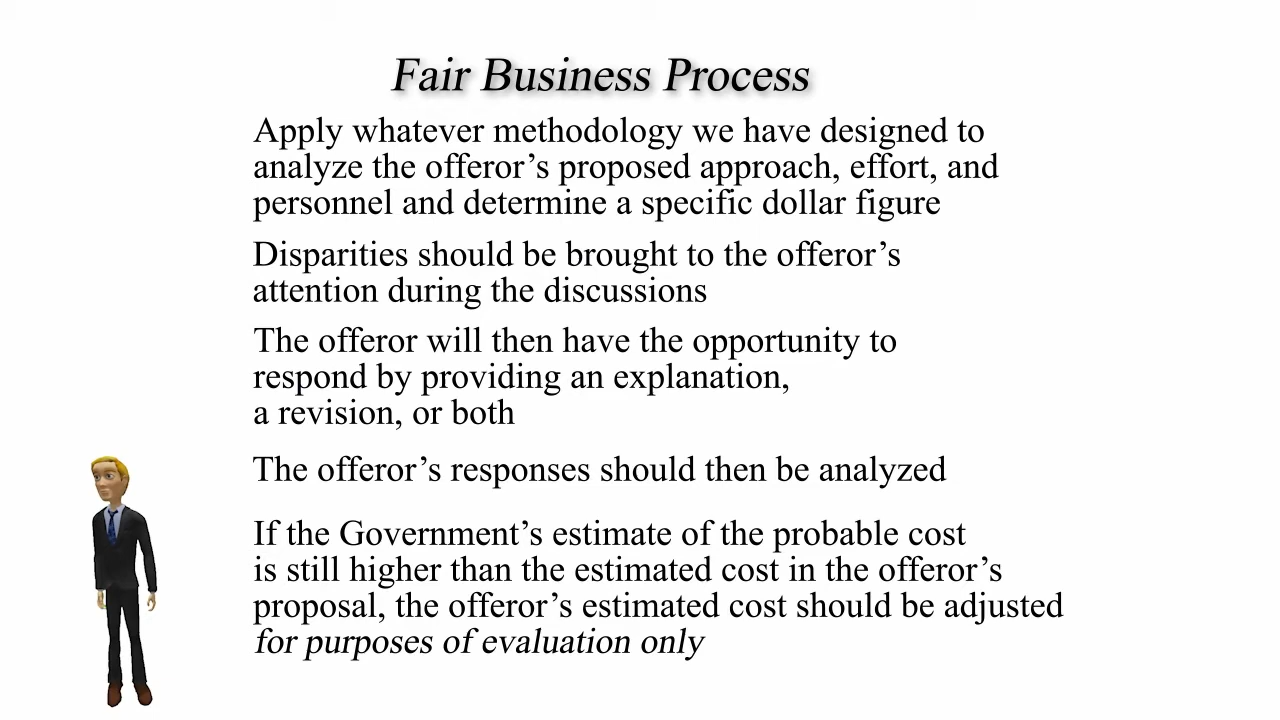 Fair Business Process
Apply whatever methodology we have designed to
analyze the offeror’s proposed approach, effort, and
personnel and determine a specific dollar figure
Disparities should be brought to the offeror’s
attention during the discussions
The offeror will then have the opportunity to
respond by providing an explanation,
a revision, or both
The offeror’s responses should then be analyzed
If the Government’s estimate of the probable cost
is still higher than the estimated cost in the offeror’s
proposal, the offeror’s estimated cost should be adjusted
for purposes of evaluation only